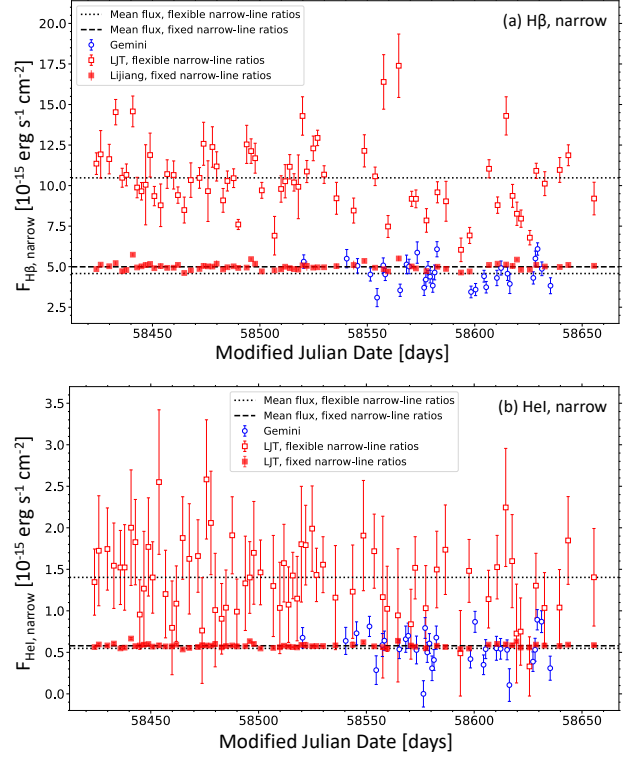 (a) Hβ, narrow
Mean flux, flexible narrow-line ratios
Mean flux, fixed narrow-line ratios
Gemini
LJT, flexible narrow-line ratios
Lijiang, fixed narrow-line ratios
17.5
15.0
12.5
10.0
7.5
5.0
2.5
F Hβ, narrow [10-15 erg s-1 cm-2]
58450
58500
58550
58600
58650
Modified Julian Date [days]
(b) HeI, narrow
Mean flux, flexible narrow-line ratios
Mean flux, fixed narrow-line ratios
Gemini
LJT, flexible narrow-line ratios
LJT, fixed narrow-line ratios
3.5
3.0
2.5
2.0
1.5
1.0
0.5
0.0
F HeI, narrow [10-15 erg s-1 cm-2]
58450
58500
58550
58600
58650
Modified Julian Date [days]